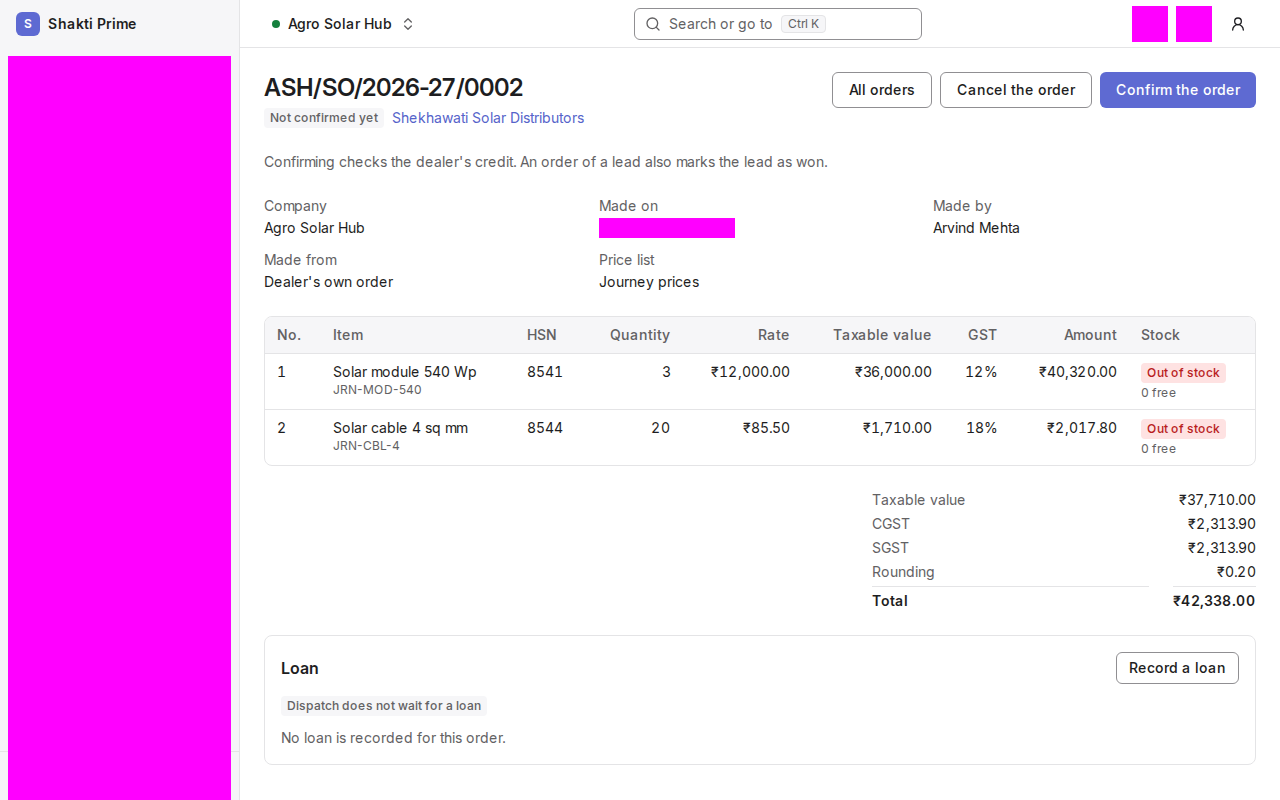 S Shakti Prime
Agro Solar Hub
Search or go to Ctrl K
ASH/SO/2026-27/0002
All orders
Cancel the order
Confirm the order
Not confirmed yet Shekhawati Solar Distributors
Confirming checks the dealer's credit. An order of a lead also marks the lead as won.
Company Made on Made by
Agro Solar Hub Arvind Mehta
Made from Price list
Dealer's own order Journey prices
No. Item HSN Quantity Rate Taxable value GST Amount Stock
1 Solar module 540 Wp 8541 3 ₹12,000.00 ₹36,000.00 12% ₹40,320.00 Out of stock
JRN-MOD-540 0 free
2 Solar cable 4 sq mm 8544 20 ₹85.50 ₹1,710.00 18% ₹2,017.80 Out of stock
JRN-CBL-4 0 free
Taxable value ₹37,710.00
CGST ₹2,313.90
SGST ₹2,313.90
Rounding ₹0.20
Total ₹42,338.00
Loan Record a loan
Dispatch does not wait for a loan
No loan is recorded for this order.